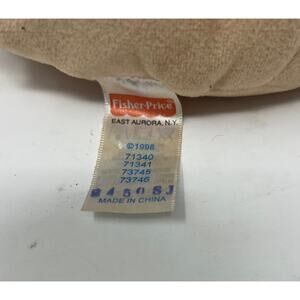 Fisher-Price
EAST AURORA, N.Y.
©1998
71340
71341
73745
73746
MADE IN CHINA